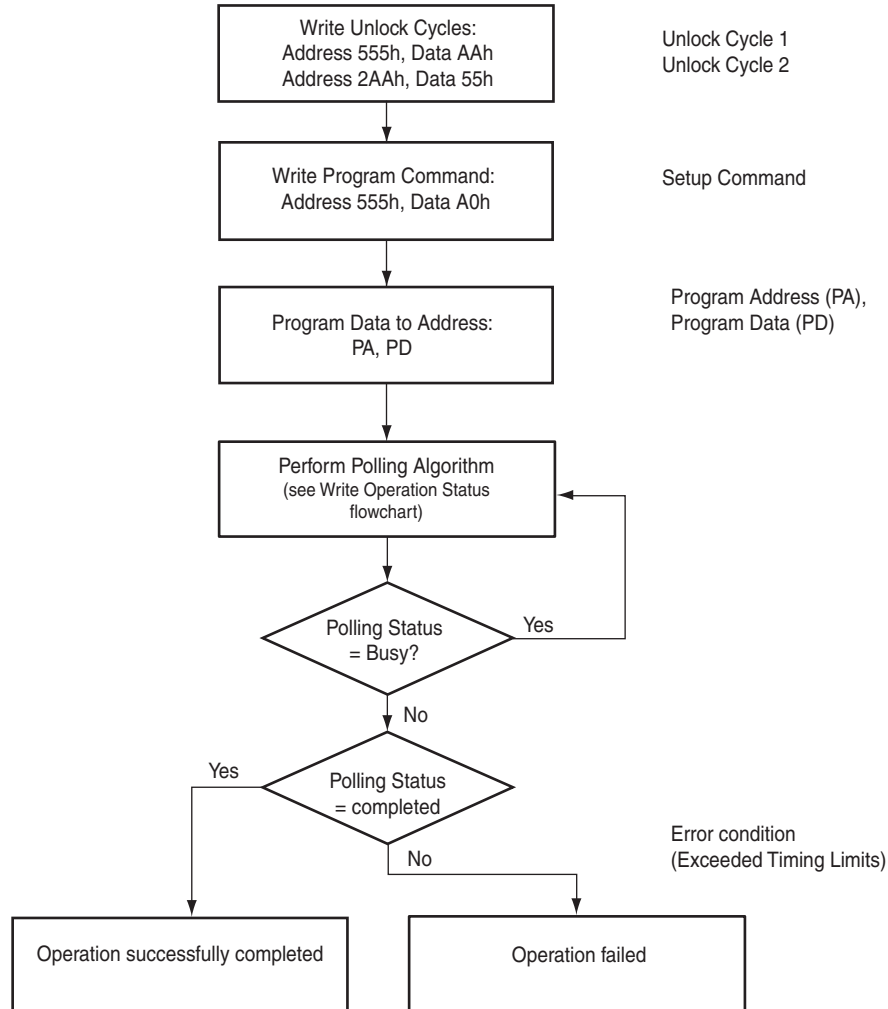 Write Unlock Cycles:
Address 555h, Data AAh
Address 2AAh, Data 55h
Unlock Cycle 1
Unlock Cycle 2
Write Program Command:
Address 555h, Data A0h
Setup Command
Program Data to Address:
PA, PD
Program Address (PA),
Program Data (PD)
Perform Polling Algorithm
(see Write Operation Status
flowchart)
Polling Status
= Busy?
Yes
No
Polling Status
= completed
Yes
No
Error condition
(Exceeded Timing Limits)
Operation successfully completed
Operation failed